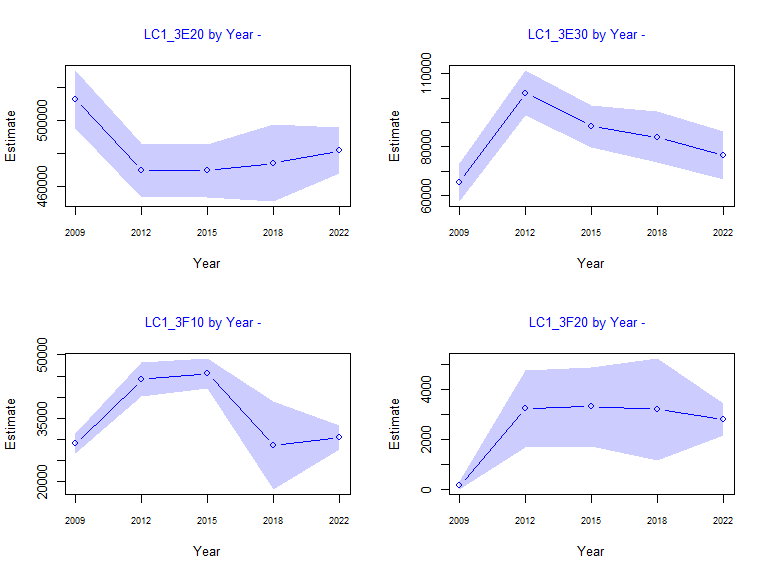 LC1_3E20 by Year -
Estimate
500000
460000
2009 2012 2015 2018 2022
Year
LC1_3E30 by Year -
Estimate
110000
80000
60000
2009 2012 2015 2018 2022
Year
LC1_3F10 by Year -
Estimate
50000
35000
20000
2009 2012 2015 2018 2022
Year
LC1_3F20 by Year -
Estimate
4000
2000
0
2009 2012 2015 2018 2022
Year